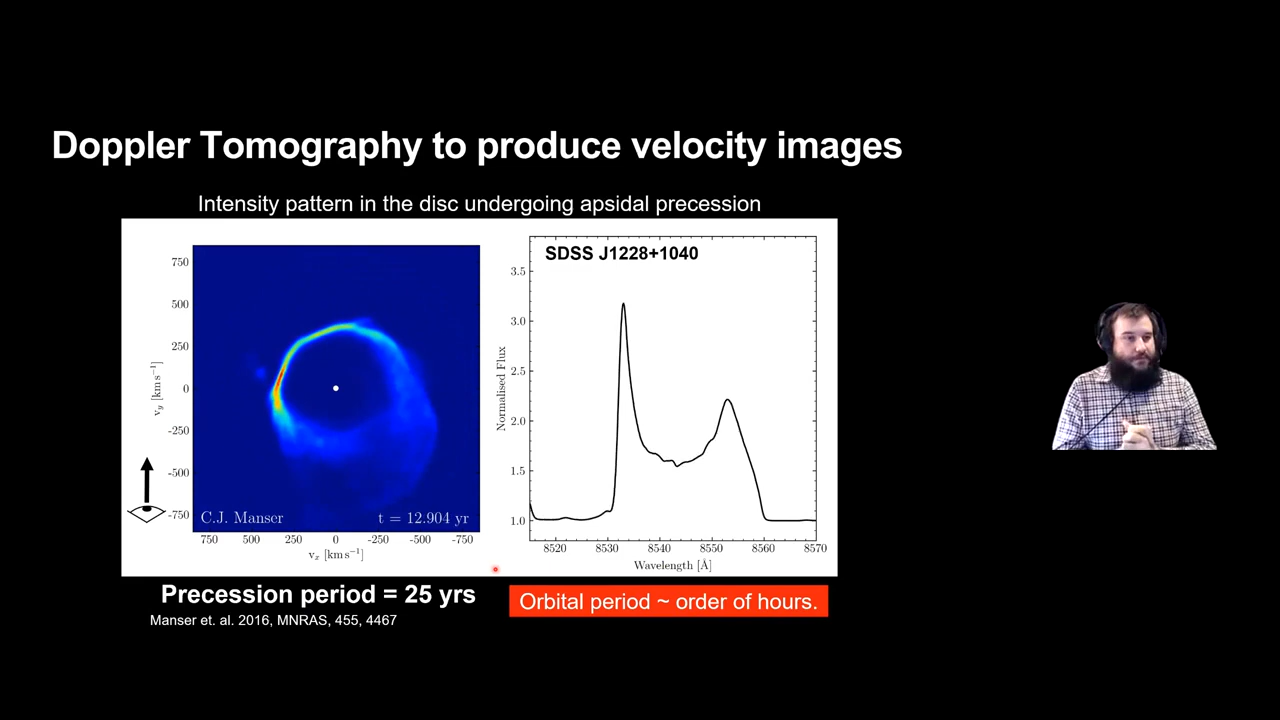 Doppler Tomography to produce velocity images
Intensity pattern in the disc undergoing apsidal precession
750
500
250
0
-250
-500
-750
v_y [km s⁻¹]
C.J. Manser
t = 12.904 yr
750 500 250 0 -250 -500 -750
v_x [km s⁻¹]
SDSS J1228+1040
3.5
3.0
2.5
2.0
1.5
1.0
Normalised Flux
8520 8530 8540 8550 8560 8570
Wavelength [Å]
Precession period = 25 yrs
Manser et. al. 2016, MNRAS, 455, 4467
Orbital period ~ order of hours.